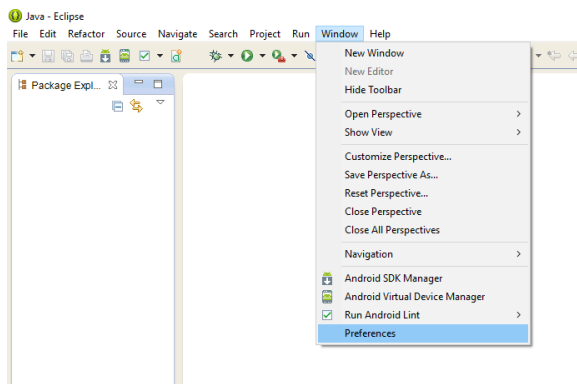 Java - Eclipse
File Edit Refactor Source Navigate Search Project Run Window Help
Package Expl...
New Window
New Editor
Hide Toolbar
Open Perspective
Show View
Customize Perspective...
Save Perspective As...
Reset Perspective...
Close Perspective
Close All Perspectives
Navigation
Android SDK Manager
Android Virtual Device Manager
Run Android Lint
Preferences